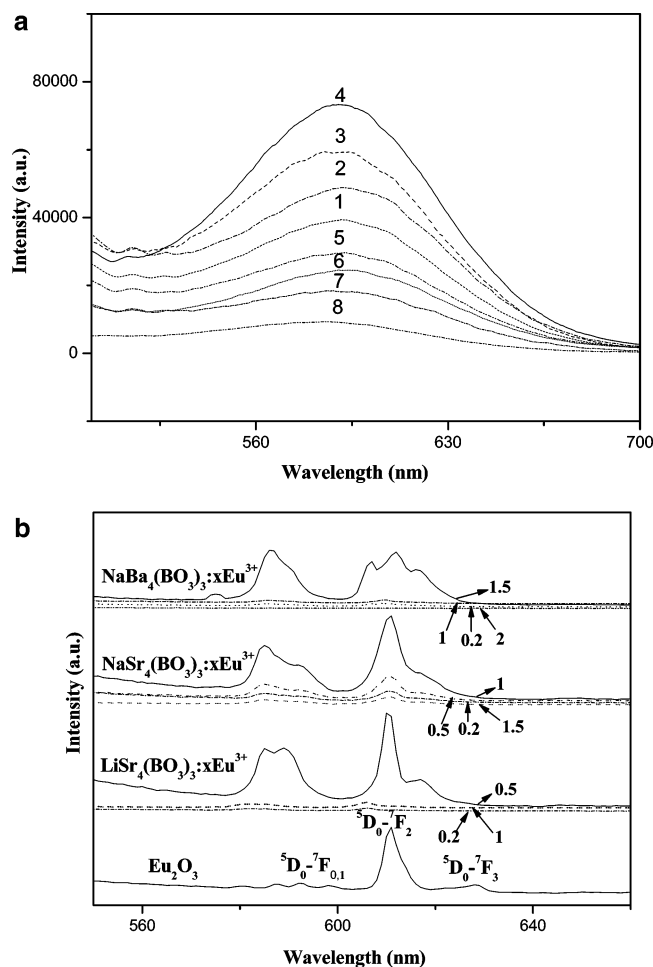 a
80000
40000
0
4
3
2
1
5
6
7
8
Intensity (a.u.)
560
630
700
Wavelength (nm)
b
NaBa₄(BO₃)₃:xEu³⁺
1.5
1
0.2
2
NaSr₄(BO₃)₃:xEu³⁺
1
0.5
0.2
1.5
LiSr₄(BO₃)₃:xEu³⁺
0.5
0.2
1
⁵D₀-⁷F₂
Eu₂O₃
⁵D₀-⁷F₀,₁
⁵D₀-⁷F₃
Intensity (a.u.)
560
600
640
Wavelength (nm)